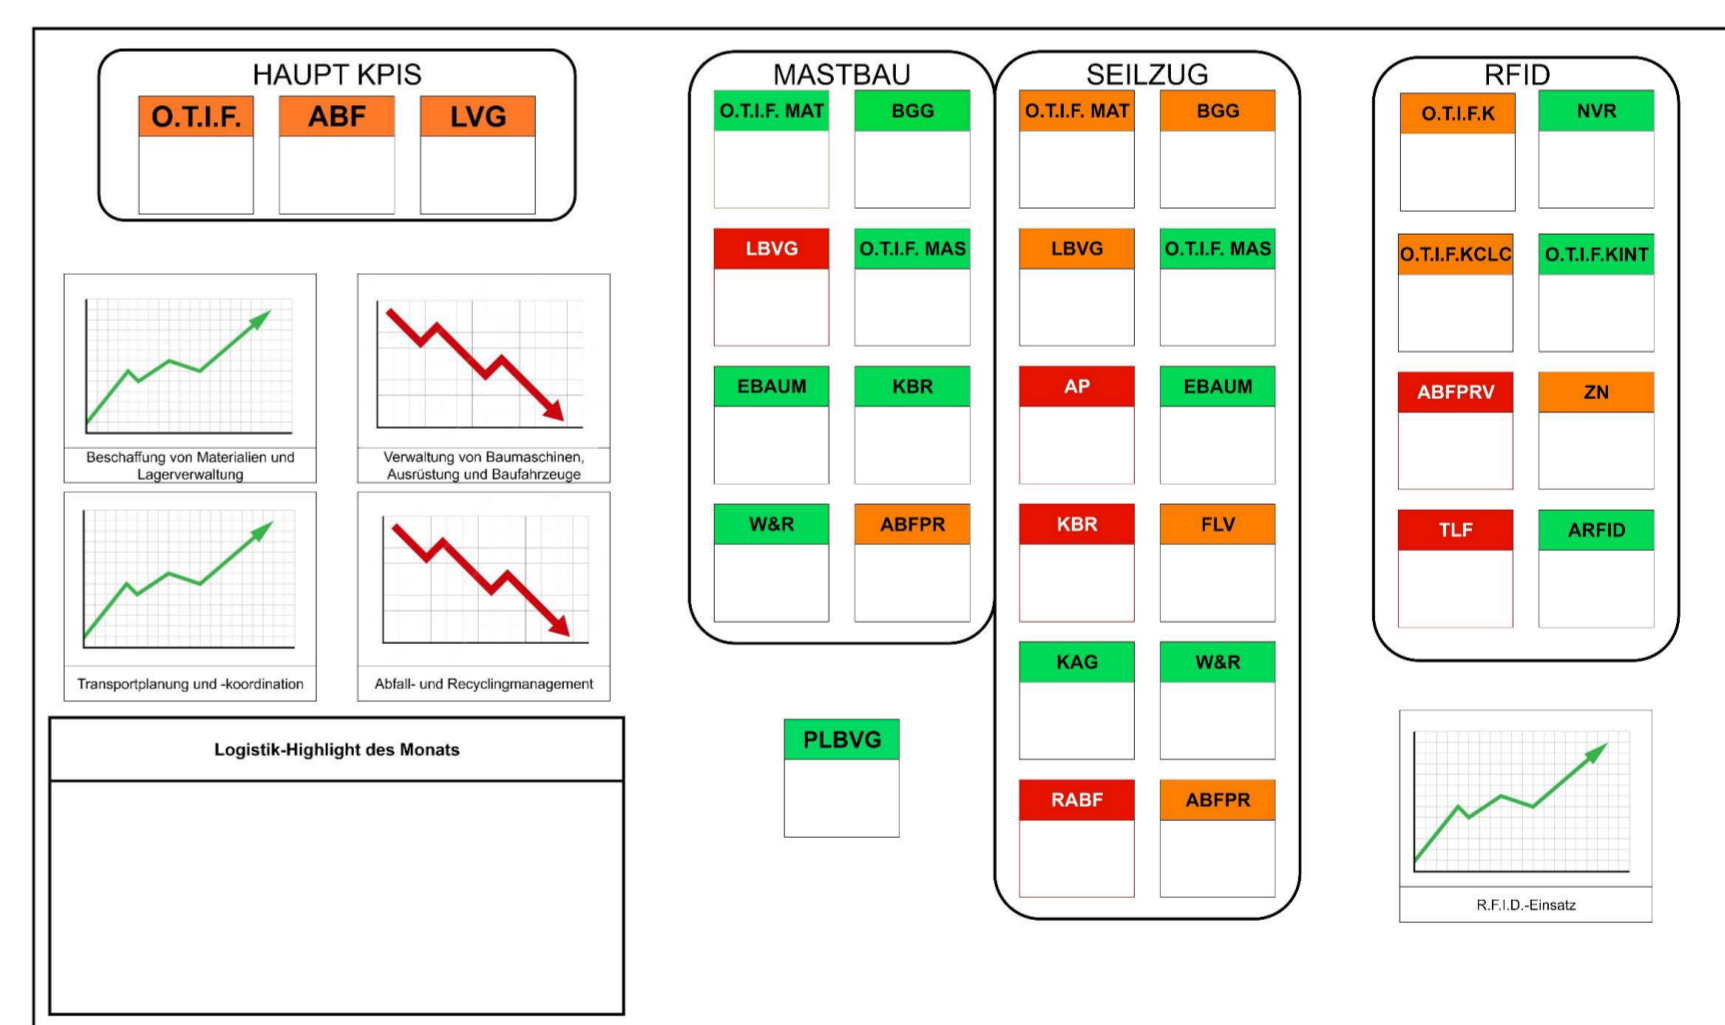 HAUPT KPIS
O.T.I.F.
ABF
LVG
Beschaffung von Materialien und
Lagerverwaltung
Verwaltung von Baumaschinen,
Ausrüstung und Baufahrzeuge
Transportplanung und -koordination
Abfall- und Recyclingmanagement
Logistik-Highlight des Monats
MASTBAU
O.T.I.F. MAT
BGG
LBVG
O.T.I.F. MAS
EBAUM
KBR
W&R
ABFPR
PLBVG
SEILZUG
O.T.I.F. MAT
BGG
LBVG
O.T.I.F. MAS
AP
EBAUM
KBR
FLV
KAG
W&R
RABF
ABFPR
RFID
O.T.I.F.K
NVR
O.T.I.F.KCLC
O.T.I.F.KINT
ABFPRV
ZN
TLF
ARFID
R.F.I.D.-Einsatz